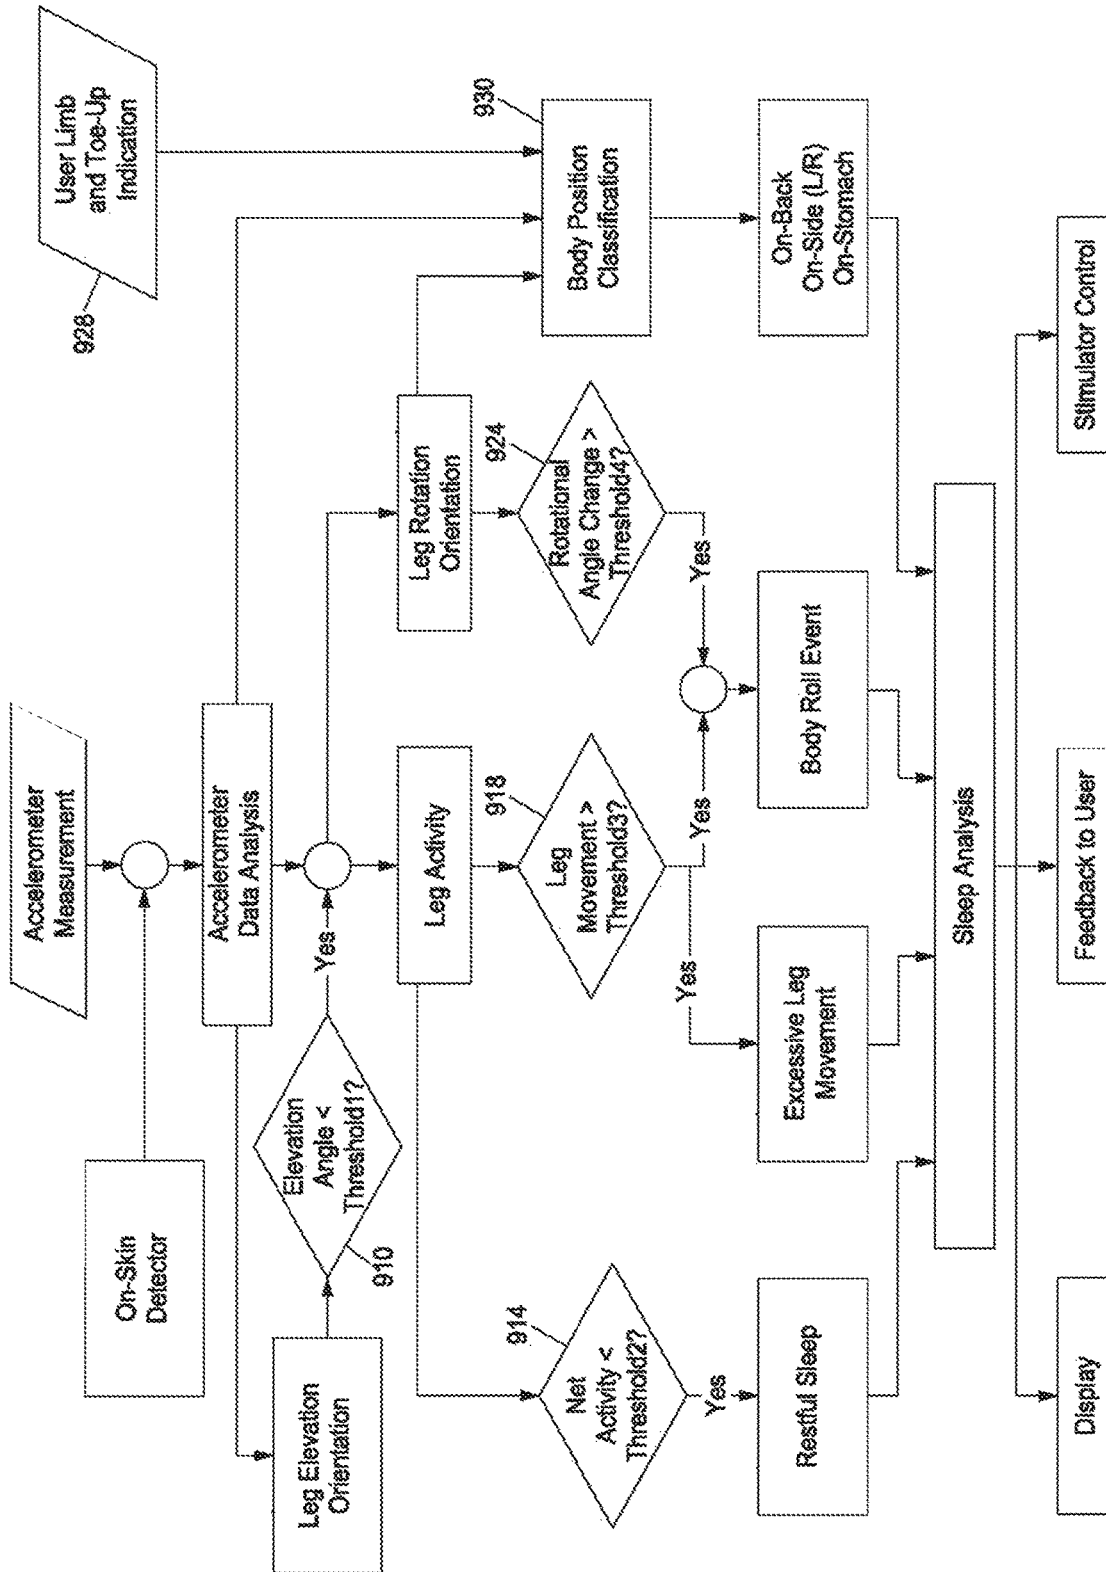 User Limb
and Toe-Up
Indication
928
Accelerometer
Measurement
On-Skin
Detector
Accelerometer
Data Analysis
Leg Elevation
Orientation
Elevation
Angle <
Threshold1?
910
Yes
Leg Activity
Leg Rotation
Orientation
Body Position
Classification
930
Net
Activity <
Threshold2?
914
Leg
Movement >
Threshold3?
918
Rotational
Angle Change >
Threshold4?
924
Yes
Yes
Yes
Yes
Restful Sleep
Excessive Leg
Movement
Body Roll Event
On-Back
On-Side (L/R)
On-Stomach
Sleep Analysis
Display
Feedback to User
Stimulator Control